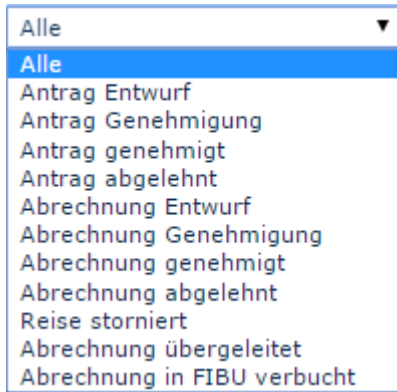 Alle
Alle
Antrag Entwurf
Antrag Genehmigung
Antrag genehmigt
Antrag abgelehnt
Abrechnung Entwurf
Abrechnung Genehmigung
Abrechnung genehmigt
Abrechnung abgelehnt
Reise storniert
Abrechnung übergeleitet
Abrechnung in FIBU verbucht